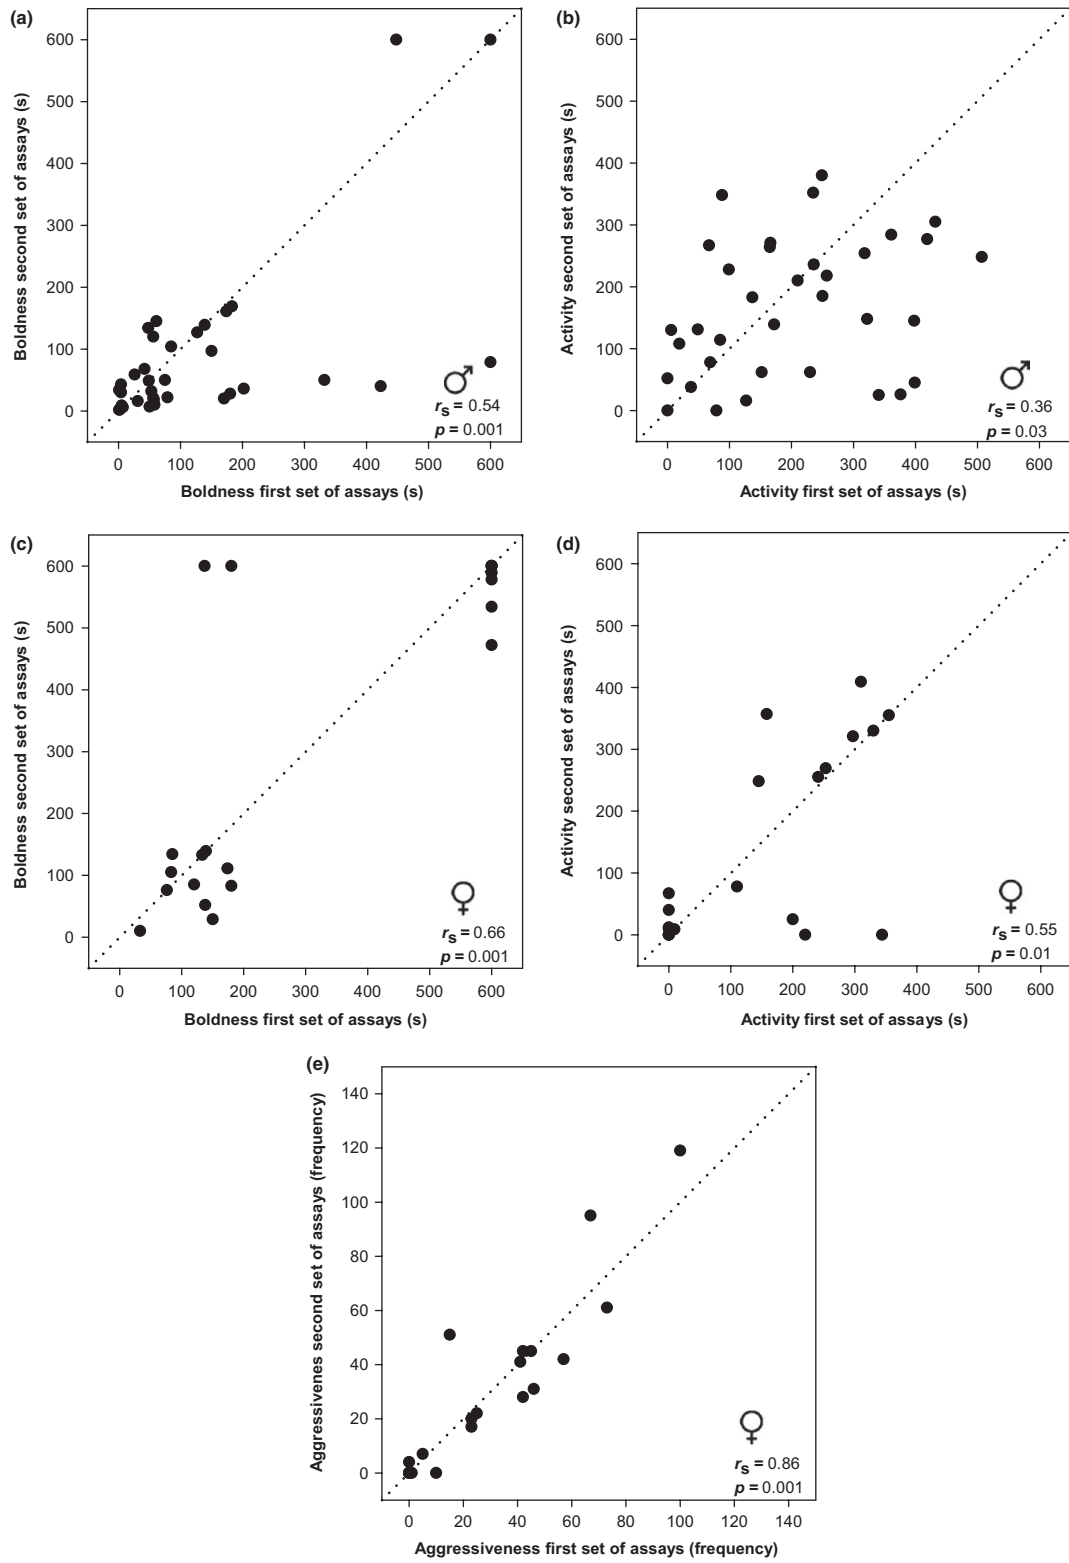 (a)
Boldness second set of assays (s)
600
500
400
300
200
100
0
0 100 200 300 400 500 600
Boldness first set of assays (s)
♂
rs = 0.54
p = 0.001
(b)
Activity second set of assays (s)
600
500
400
300
200
100
0
0 100 200 300 400 500 600
Activity first set of assays (s)
♂
rs = 0.36
p = 0.03
(c)
Boldness second set of assays (s)
600
500
400
300
200
100
0
0 100 200 300 400 500 600
Boldness first set of assays (s)
♀
rs = 0.66
p = 0.001
(d)
Activity second set of assays (s)
600
500
400
300
200
100
0
0 100 200 300 400 500 600
Activity first set of assays (s)
♀
rs = 0.55
p = 0.01
(e)
Aggressivenes second set of assays (frequency)
140
120
100
80
60
40
20
0
0 20 40 60 80 100 120 140
Aggressiveness first set of assays (frequency)
♀
rs = 0.86
p = 0.001